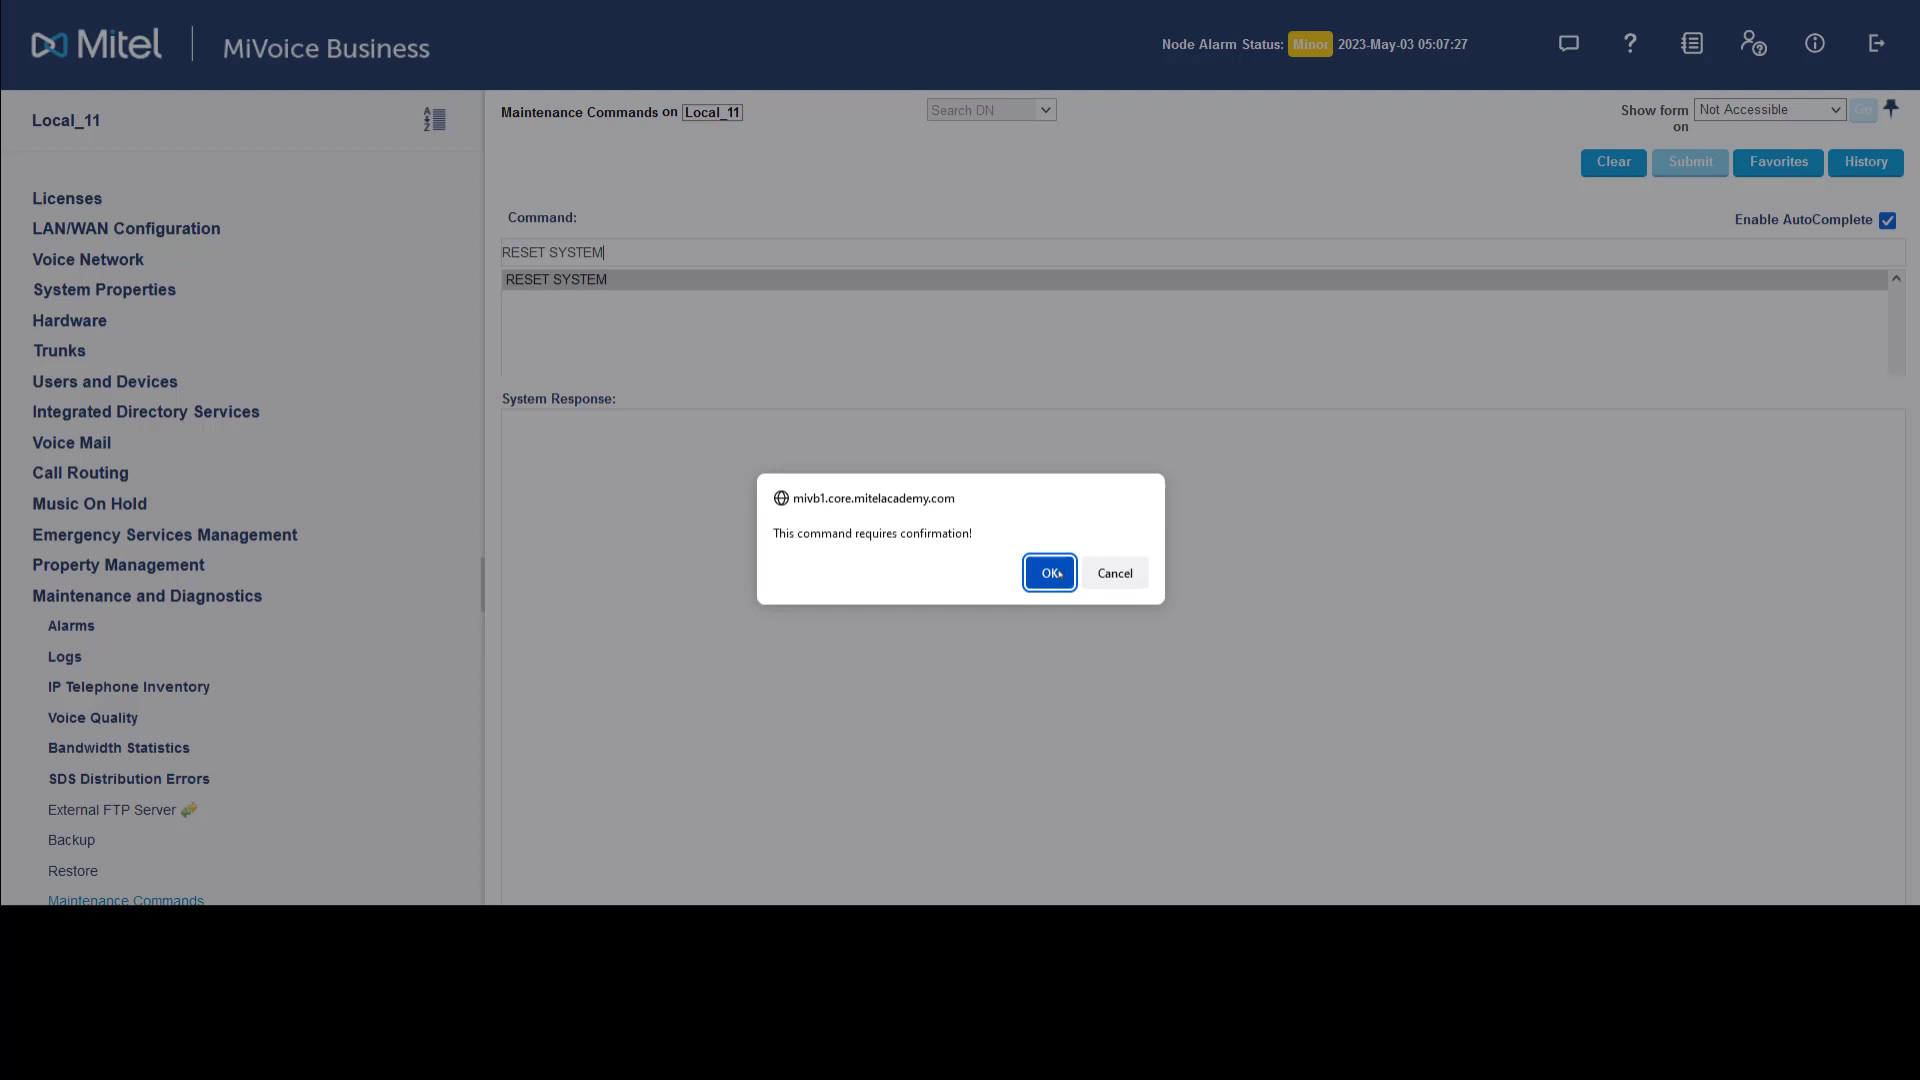 Mitel
MiVoice Business
Node Alarm Status: Minor 2023-May-03 05:07:27
Local_11
Maintenance Commands on Local_11
Search DN
Show form on
Not Accessible
Go
Clear
Submit
Favorites
History
Licenses
LAN/WAN Configuration
Voice Network
System Properties
Hardware
Trunks
Users and Devices
Integrated Directory Services
Voice Mail
Call Routing
Music On Hold
Emergency Services Management
Property Management
Maintenance and Diagnostics
Alarms
Logs
IP Telephone Inventory
Voice Quality
Bandwidth Statistics
SDS Distribution Errors
External FTP Server
Backup
Restore
Maintenance Commands
Command:
Enable AutoComplete
RESET SYSTEM
RESET SYSTEM
System Response:
mivb1.core.mitelacademy.com
This command requires confirmation!
OK
Cancel